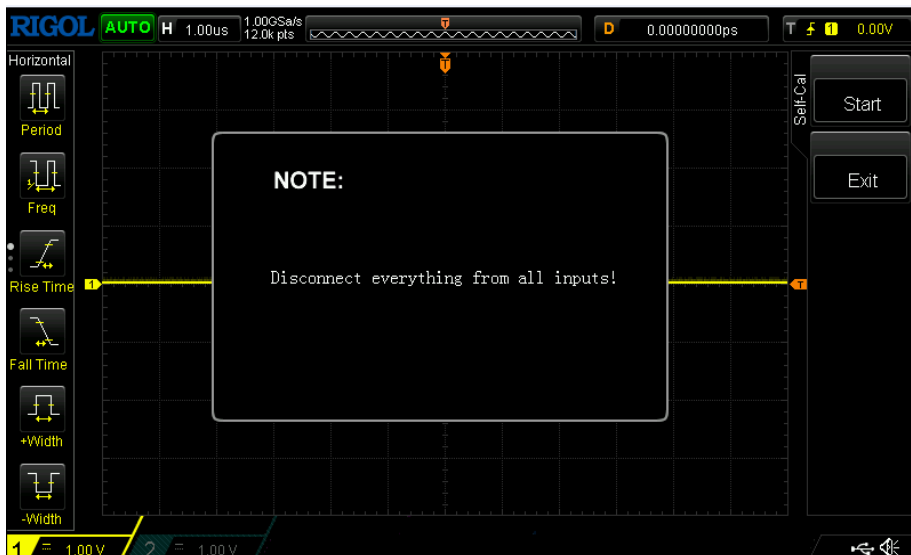 RIGOL AUTO H 1.00us 1.00GSa/s D 0.00000000ps T 1 0.00V
12.0k pts
T
Horizontal
T
Self-Cal
Start
Period
Exit
NOTE:
Freq
Disconnect everything from all inputs!
Rise Time 1 T
Fall Time
+Width
-Width
1 = 1.00 V 2 = 1.00 V